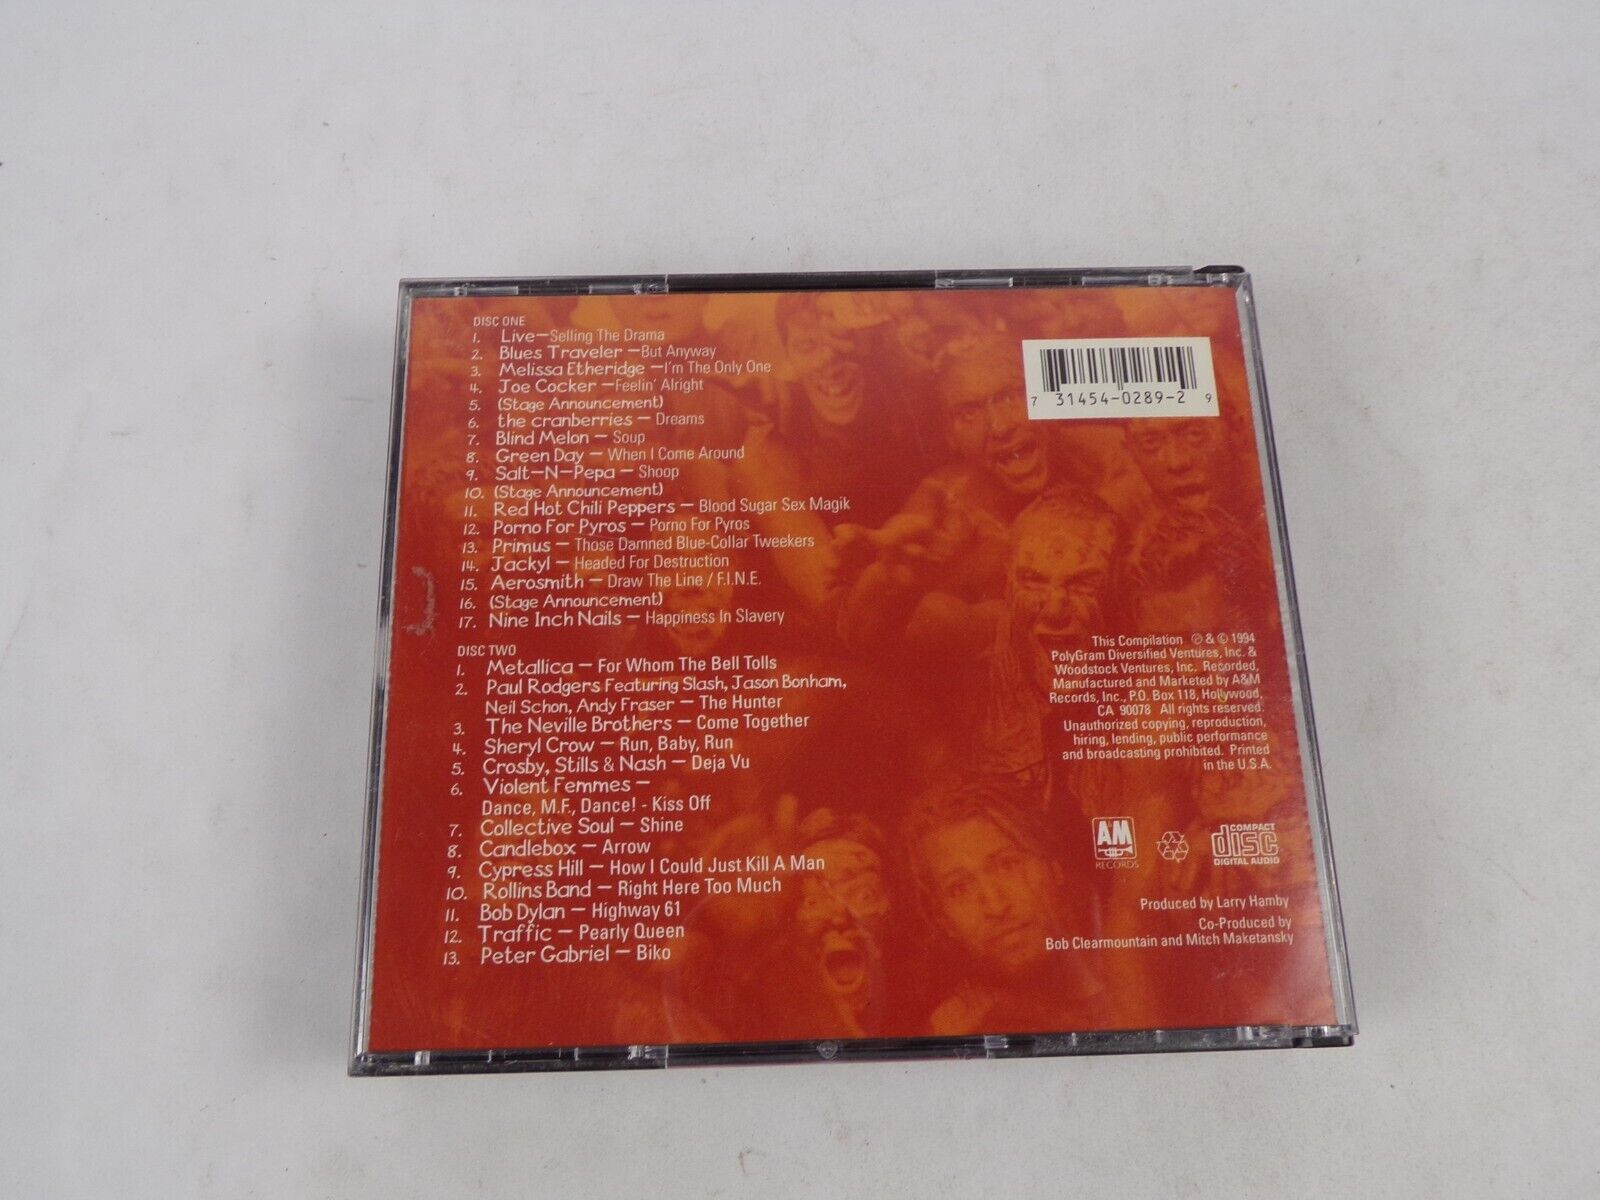 DISC ONE
1. Live—Selling The Drama
2. Blues Traveler—But Anyway
3. Melissa Etheridge—I'm The Only One
4. Joe Cocker—Feelin' Alright
5. (Stage Announcement)
6. the cranberries— Dreams
7. Blind Melon— Soup
8. Green Day— When I Come Around
9. Salt-N-Pepa— Shoop
10. (Stage Announcement)
11. Red Hot Chili Peppers— Blood Sugar Sex Magik
12. Porno For Pyros— Porno For Pyros
13. Primus— Those Damned Blue-Collar Tweekers
14. Jackyl— Headed For Destruction
15. Aerosmith— Draw The Line / F.I.N.E.
16. (Stage Announcement)
17. Nine Inch Nails— Happiness In Slavery
DISC TWO
1. Metallica— For Whom The Bell Tolls
2. Paul Rodgers Featuring Slash, Jason Bonham,
Neil Schon, Andy Fraser— The Hunter
3. The Neville Brothers— Come Together
4. Sheryl Crow— Run, Baby, Run
5. Crosby, Stills & Nash— Deja Vu
6. Violent Femmes—
Dance, M.F., Dance! - Kiss Off
7. Collective Soul— Shine
8. Candlebox— Arrow
9. Cypress Hill— How I Could Just Kill A Man
10. Rollins Band— Right Here Too Much
11. Bob Dylan— Highway 61
12. Traffic— Pearly Queen
13. Peter Gabriel— Biko
7 31454-0289-2 9
This Compilation ℗ & © 1994
PolyGram Diversified Ventures, Inc. &
Woodstock Ventures, Inc. Recorded,
Manufactured and Marketed by A&M
Records, Inc., P.O. Box 118, Hollywood,
CA 90078 All rights reserved.
Unauthorized copying, reproduction,
hiring, lending, public performance
and broadcasting prohibited. Printed
in the U.S.A.
A&M
RECORDS
COMPACT
disc
DIGITAL AUDIO
Produced by Larry Hamby
Co-Produced by
Bob Clearmountain and Mitch Maketansky